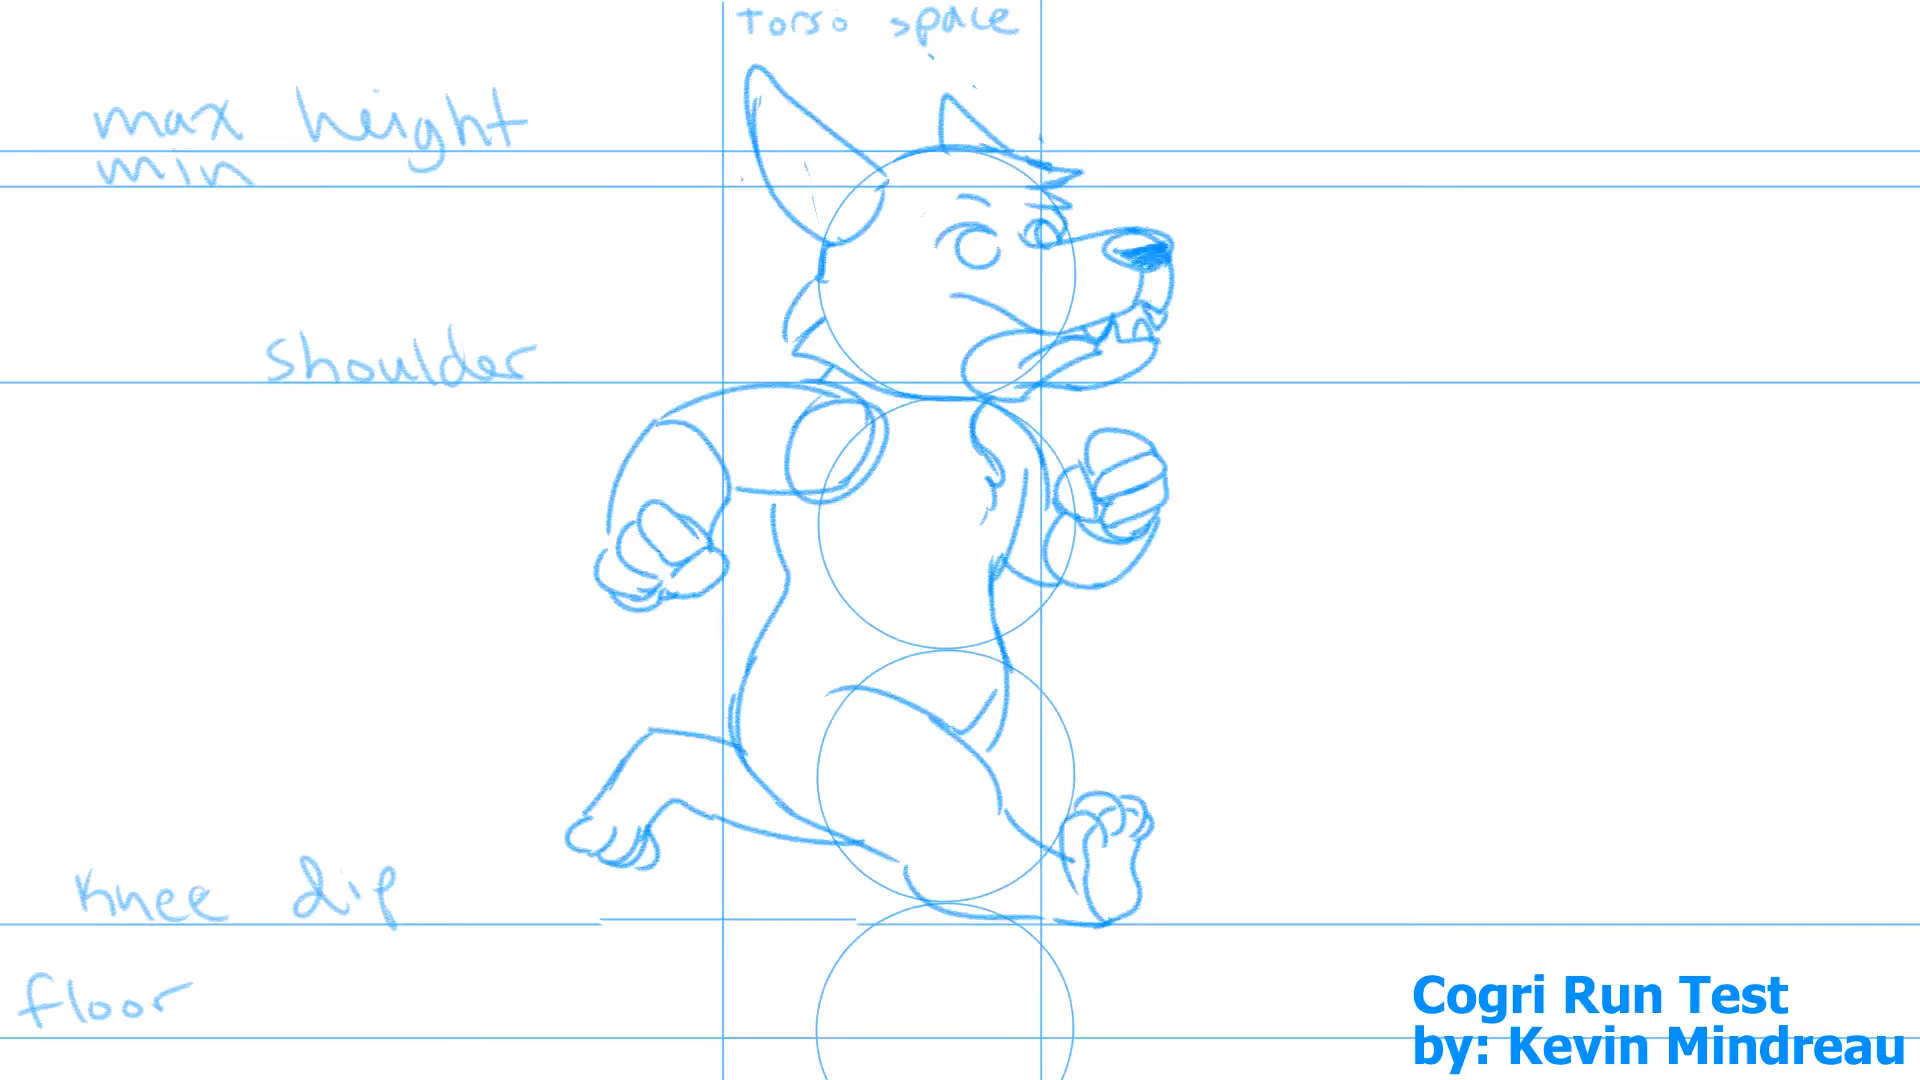 Torso space
max height
min
shoulder
knee dip
floor
Cogri Run Test
by: Kevin Mindreau